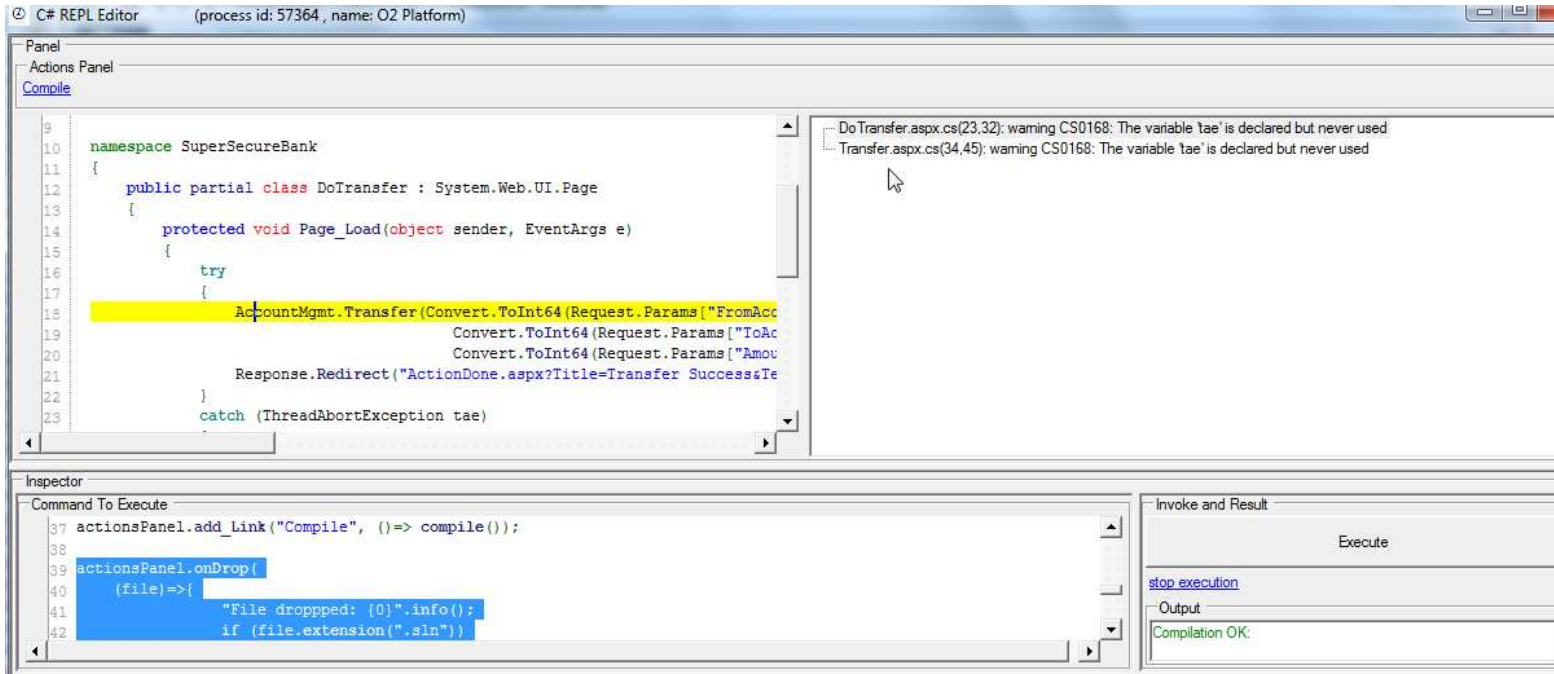 C# REPL Editor (process id: 57364 , name: O2 Platform)
Panel
Actions Panel
Compile
9
10 namespace SuperSecureBank
11 {
12 public partial class DoTransfer : System.Web.UI.Page
13 {
14 protected void Page_Load(object sender, EventArgs e)
15 {
16 try
17 {
18 AccountMgmt.Transfer(Convert.ToInt64(Request.Params["FromAcc
19 Convert.ToInt64(Request.Params["ToAc
20 Convert.ToInt64(Request.Params["Amou
21 Response.Redirect("ActionDone.aspx?Title=Transfer Success&Te
22 }
23 catch (ThreadAbortException tae)
DoTransfer.aspx.cs(23,32): warning CS0168: The variable 'tae' is declared but never used
Transfer.aspx.cs(34,45): warning CS0168: The variable 'tae' is declared but never used
Inspector
Command To Execute
37 actionsPanel.add_Link("Compile", ()=> compile());
38
39 actionsPanel.onDrop(
40 (file)=>{
41 "File droppped: {0}".info();
42 if (file.extension(".sln"))
Invoke and Result
Execute
stop execution
Output
Compilation OK: